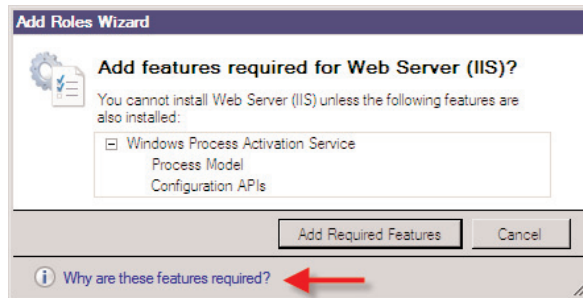 Add Roles Wizard
Add features required for Web Server (IIS)?
You cannot install Web Server (IIS) unless the following features are
also installed:
Windows Process Activation Service
Process Model
Configuration APIs
Add Required Features
Cancel
Why are these features required?